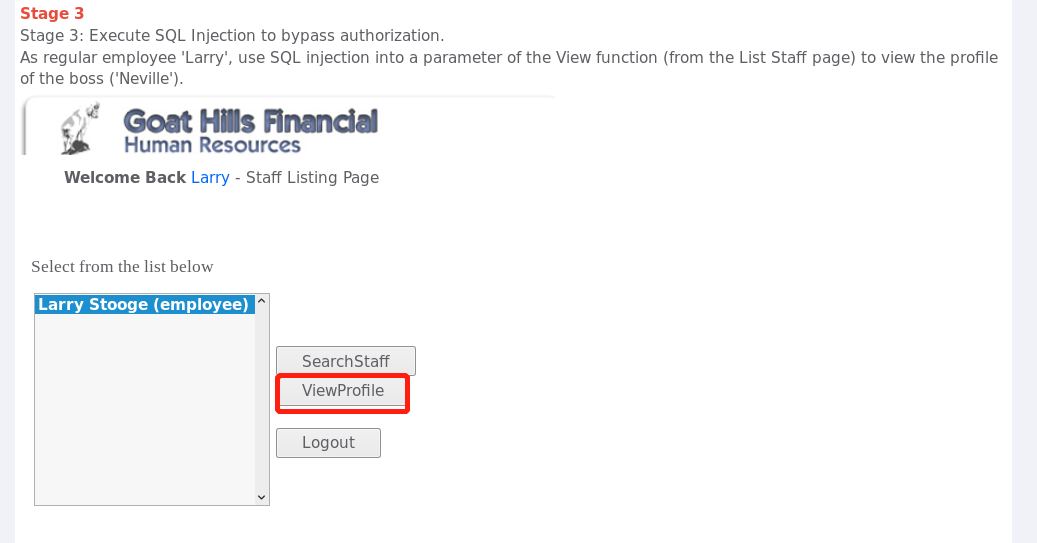 Stage 3
Stage 3: Execute SQL Injection to bypass authorization.
As regular employee 'Larry', use SQL injection into a parameter of the View function (from the List Staff page) to view the profile
of the boss ('Neville').
Goat Hills Financial
Human Resources
Welcome Back Larry - Staff Listing Page
Select from the list below
Larry Stooge (employee)
SearchStaff
ViewProfile
Logout